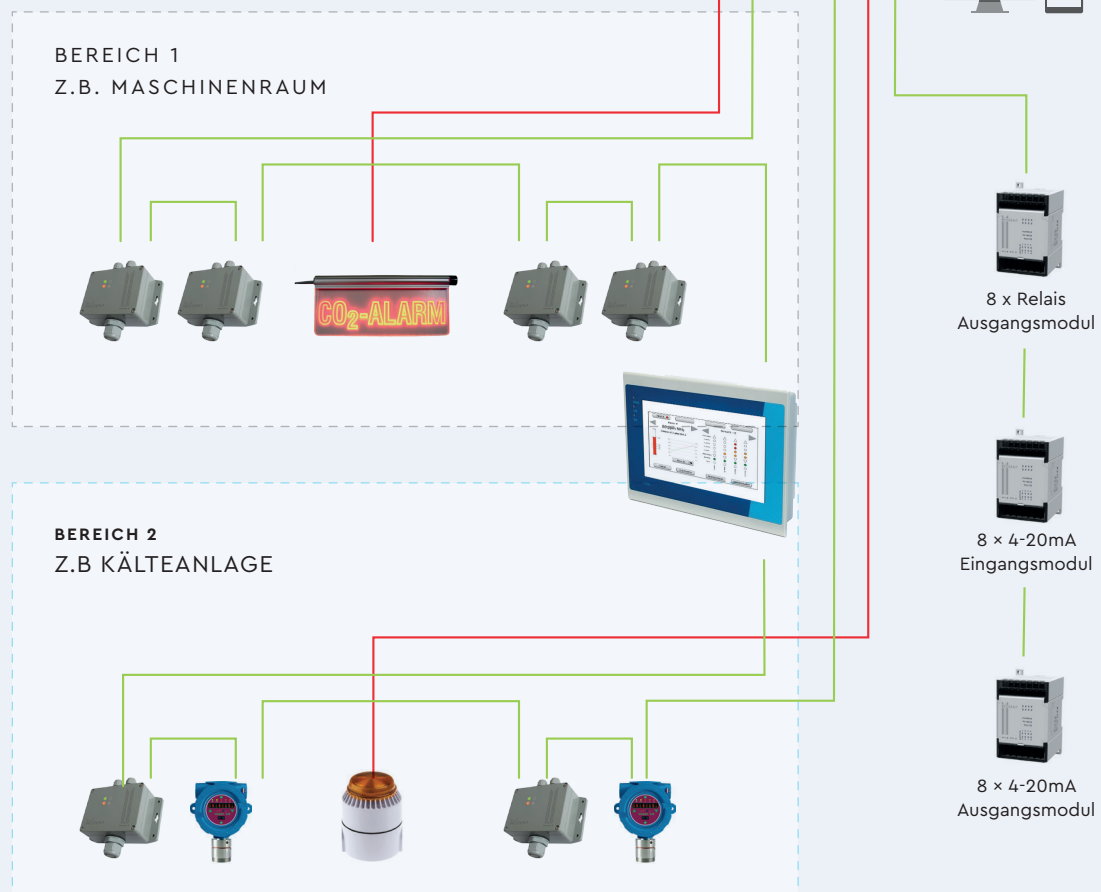 BEREICH 1
Z.B. MASCHINENRAUM
CO₂-ALARM
8 x Relais
Ausgangsmodul
BEREICH 2
Z.B KÄLTEANLAGE
8 × 4-20mA
Eingangsmodul
8 × 4-20mA
Ausgangsmodul